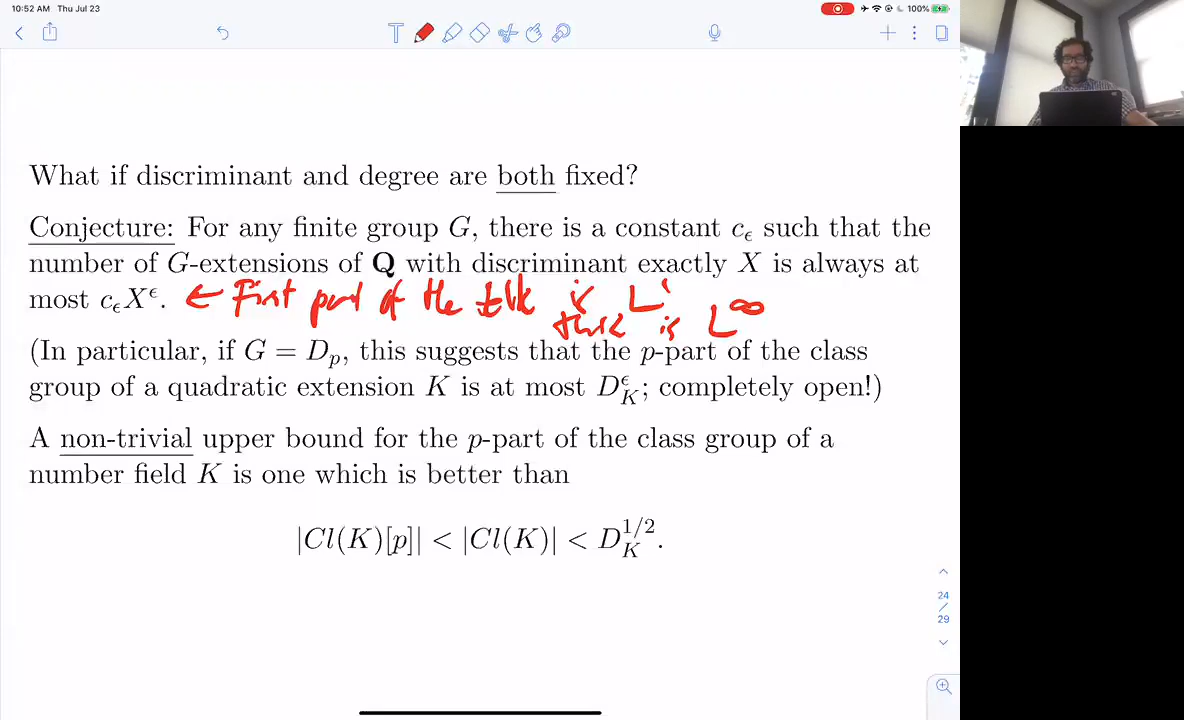 10:52 AM Thu Jul 23
100%
What if discriminant and degree are both fixed?
Conjecture: For any finite group G, there is a constant c_ϵ such that the
number of G-extensions of Q with discriminant exactly X is always at
most c_ϵX^ϵ. ← First part of the talk is L^1
this is L^∞
(In particular, if G = D_p, this suggests that the p-part of the class
group of a quadratic extension K is at most D_K^ϵ; completely open!)
A non-trivial upper bound for the p-part of the class group of a
number field K is one which is better than
|Cl(K)[p]| < |Cl(K)| < D_K^{1/2}.
24
/
29